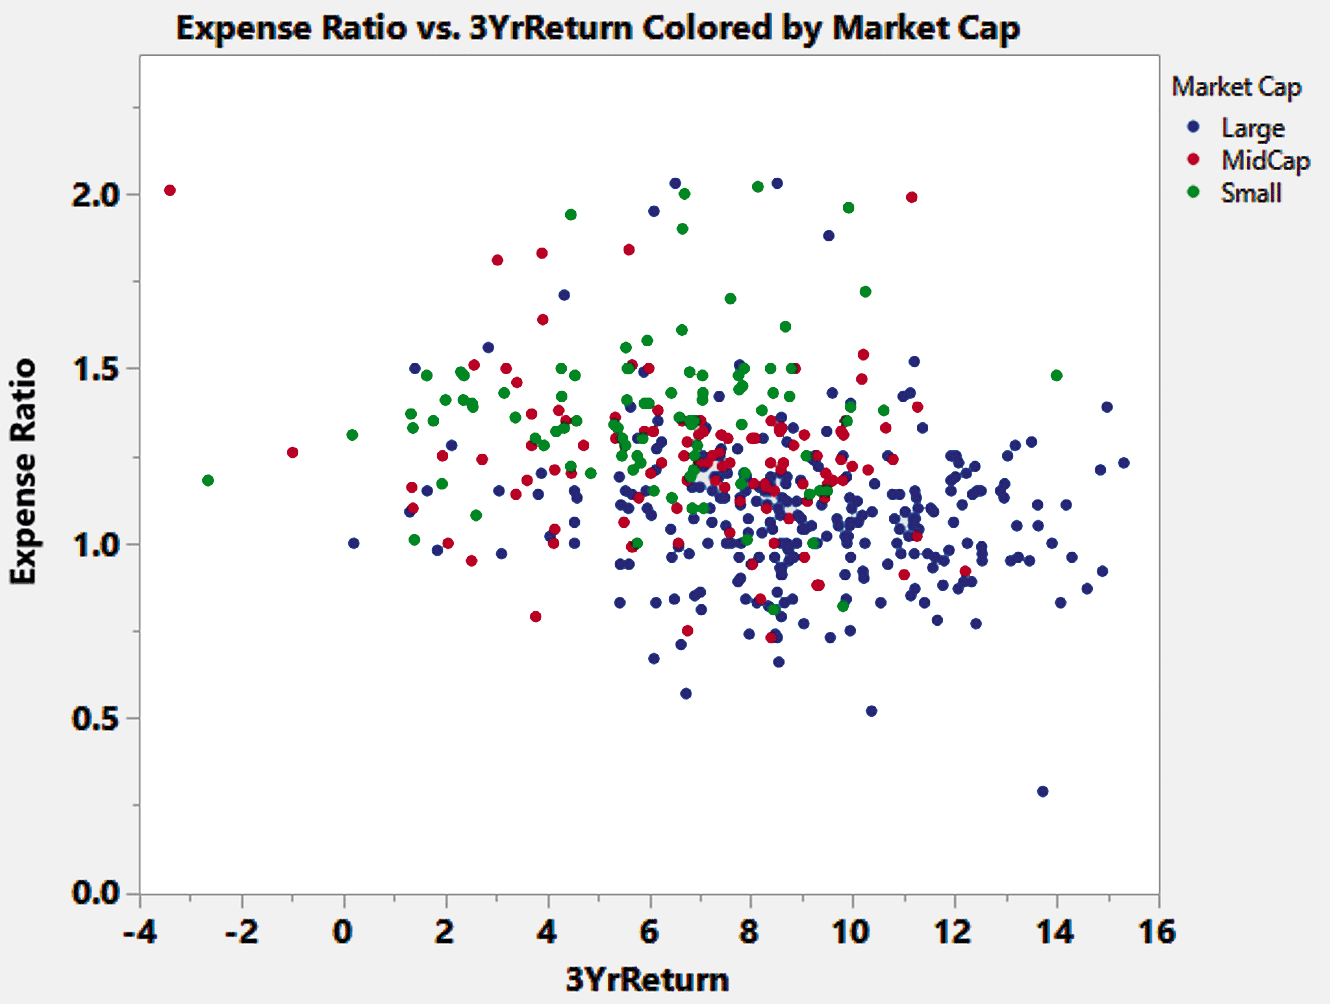 Expense Ratio vs. 3YrReturn Colored by Market Cap
Market Cap
Large
MidCap
Small
Expense Ratio
2.0
1.5
1.0
0.5
0.0
-4 -2 0 2 4 6 8 10 12 14 16
3YrReturn